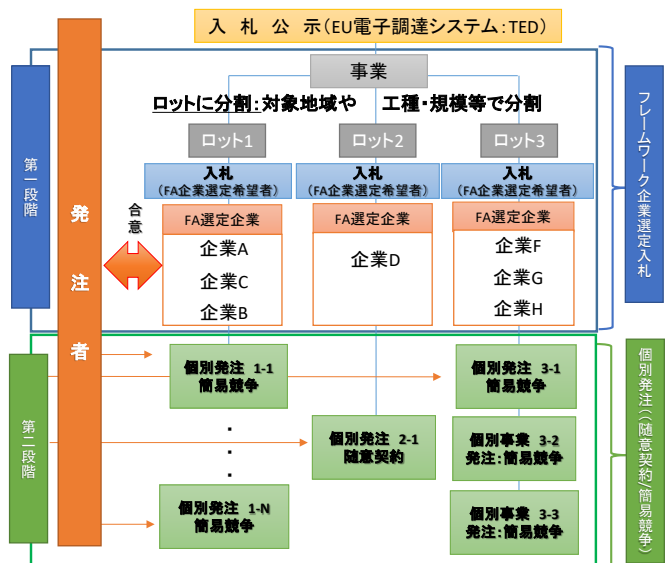 入 札 公 示（EU電子調達システム：TED）
事業
ロットに分割：対象地域や 工種・規模等で分割
ロット1
ロット2
ロット3
入札
（FA企業選定希望者）
入札
（FA企業選定希望者）
入札
（FA企業選定希望者）
FA選定企業
企業A
企業C
企業B
FA選定企業
企業D
FA選定企業
企業F
企業G
企業H
第一段階
発注者
合意
フレームワーク企業選定入札
第二段階
個別発注 1-1
簡易競争
個別発注 3-1
簡易競争
・
・
・
個別発注 2-1
随意契約
個別事業 3-2
発注：簡易競争
個別発注 1-N
簡易競争
個別事業 3-3
発注：簡易競争
個別発注（（随意契約/簡易競争）